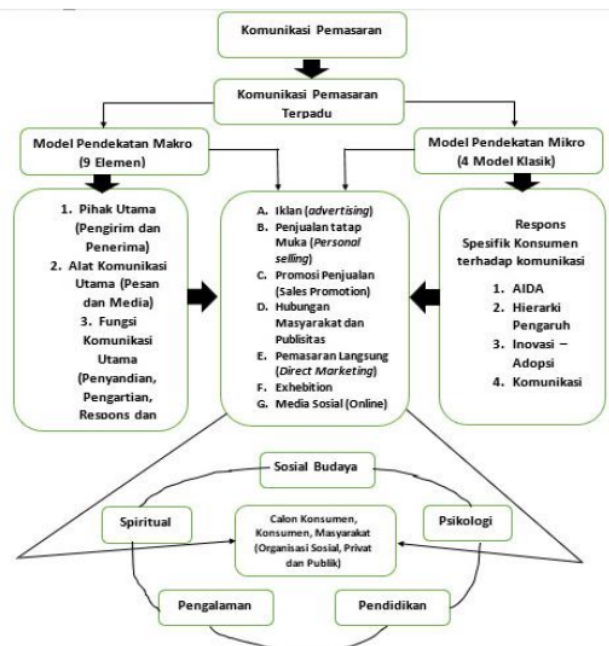 Komunikasi Pemasaran
Komunikasi Pemasaran
Terpadu
Model Pendekatan Makro
(9 Elemen)
Model Pendekatan Mikro
(4 Model Klasik)
1. Pihak Utama
(Pengirim dan
Penerima)
2. Alat Komunikasi
Utama (Pesan
dan Media)
3. Fungsi
Komunikasi
Utama
(Penyandian,
Pengartian,
Respons dan
A. Iklan (advertising)
B. Penjualan tatap
Muka (Personal
selling)
C. Promosi Penjualan
(Sales Promotion)
D. Hubungan
Masyarakat dan
Publisitas
E. Pemasaran Langsung
(Direct Marketing)
F. Exhebition
G. Media Sosial (Online)
Respons
Spesifik Konsumen
terhadap komunikasi
1. AIDA
2. Hierarki
Pengaruh
3. Inovasi –
Adopsi
4. Komunikasi
Sosial Budaya
Spiritual
Calon Konsumen,
Konsumen, Masyarakat
(Organisasi Sosial, Privat
dan Publik)
Psikologi
Pengalaman
Pendidikan